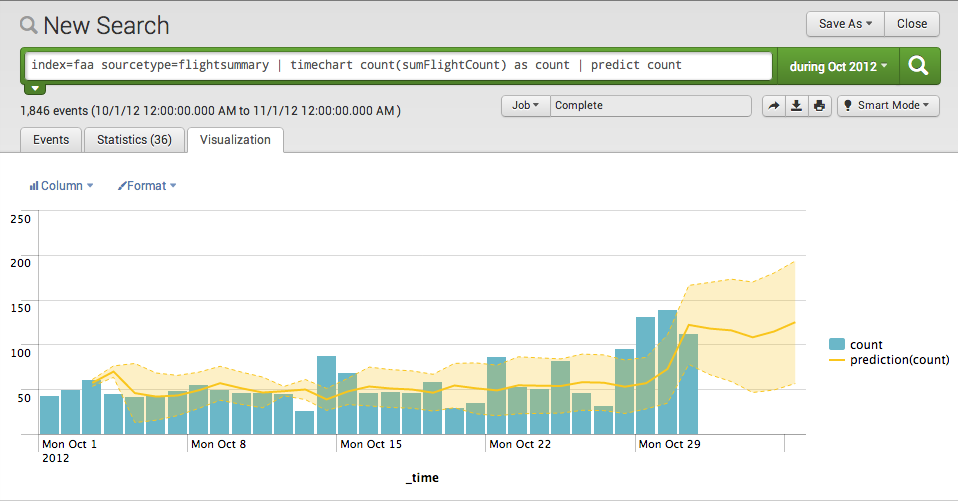 New Search
Save As
Close
index=faa sourcetype=flightsummary | timechart count(sumFlightCount) as count | predict count
during Oct 2012
1,846 events (10/1/12 12:00:00.000 AM to 11/1/12 12:00:00.000 AM )
Job
Complete
Smart Mode
Events
Statistics (36)
Visualization
Column
Format
250
200
150
100
50
count
prediction(count)
Mon Oct 1
2012
Mon Oct 8
Mon Oct 15
Mon Oct 22
Mon Oct 29
_time